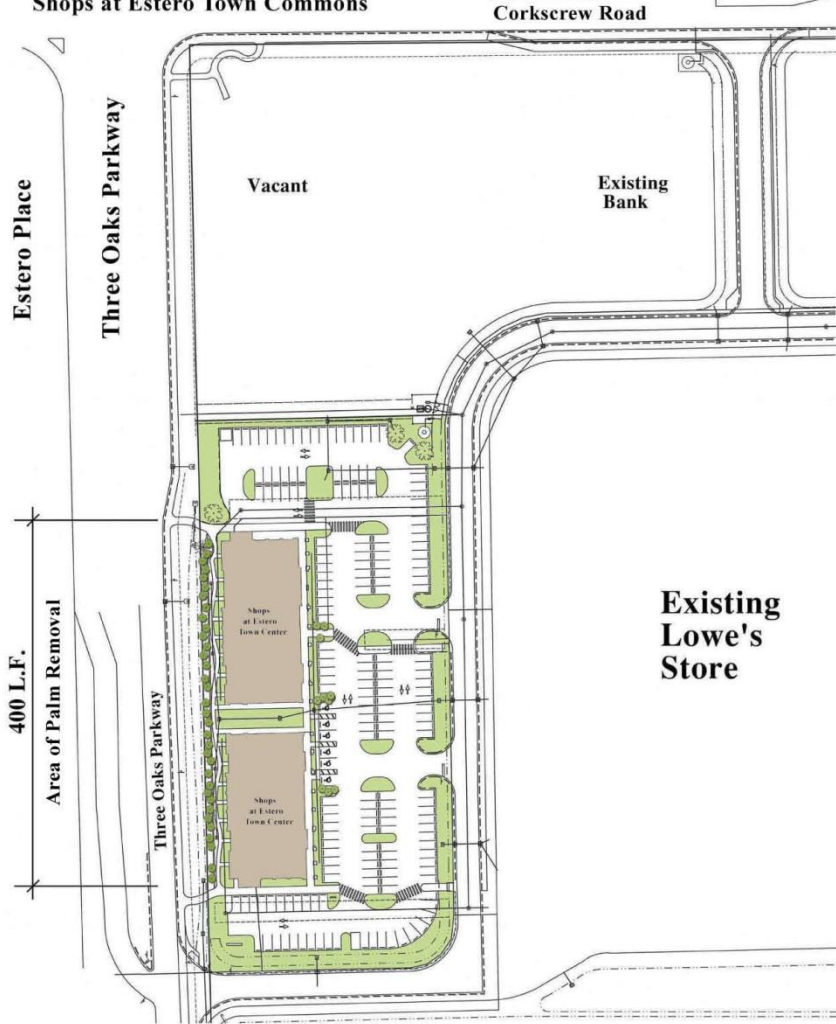 Shops at Estero Town Commons
Corkscrew Road
Estero Place
Three Oaks Parkway
Vacant
Existing
Bank
400 L.F.
Area of Palm Removal
Three Oaks Parkway
Shops
at Estero
Town Center
Existing
Lowe's
Store
Shops
at Estero
Town Center